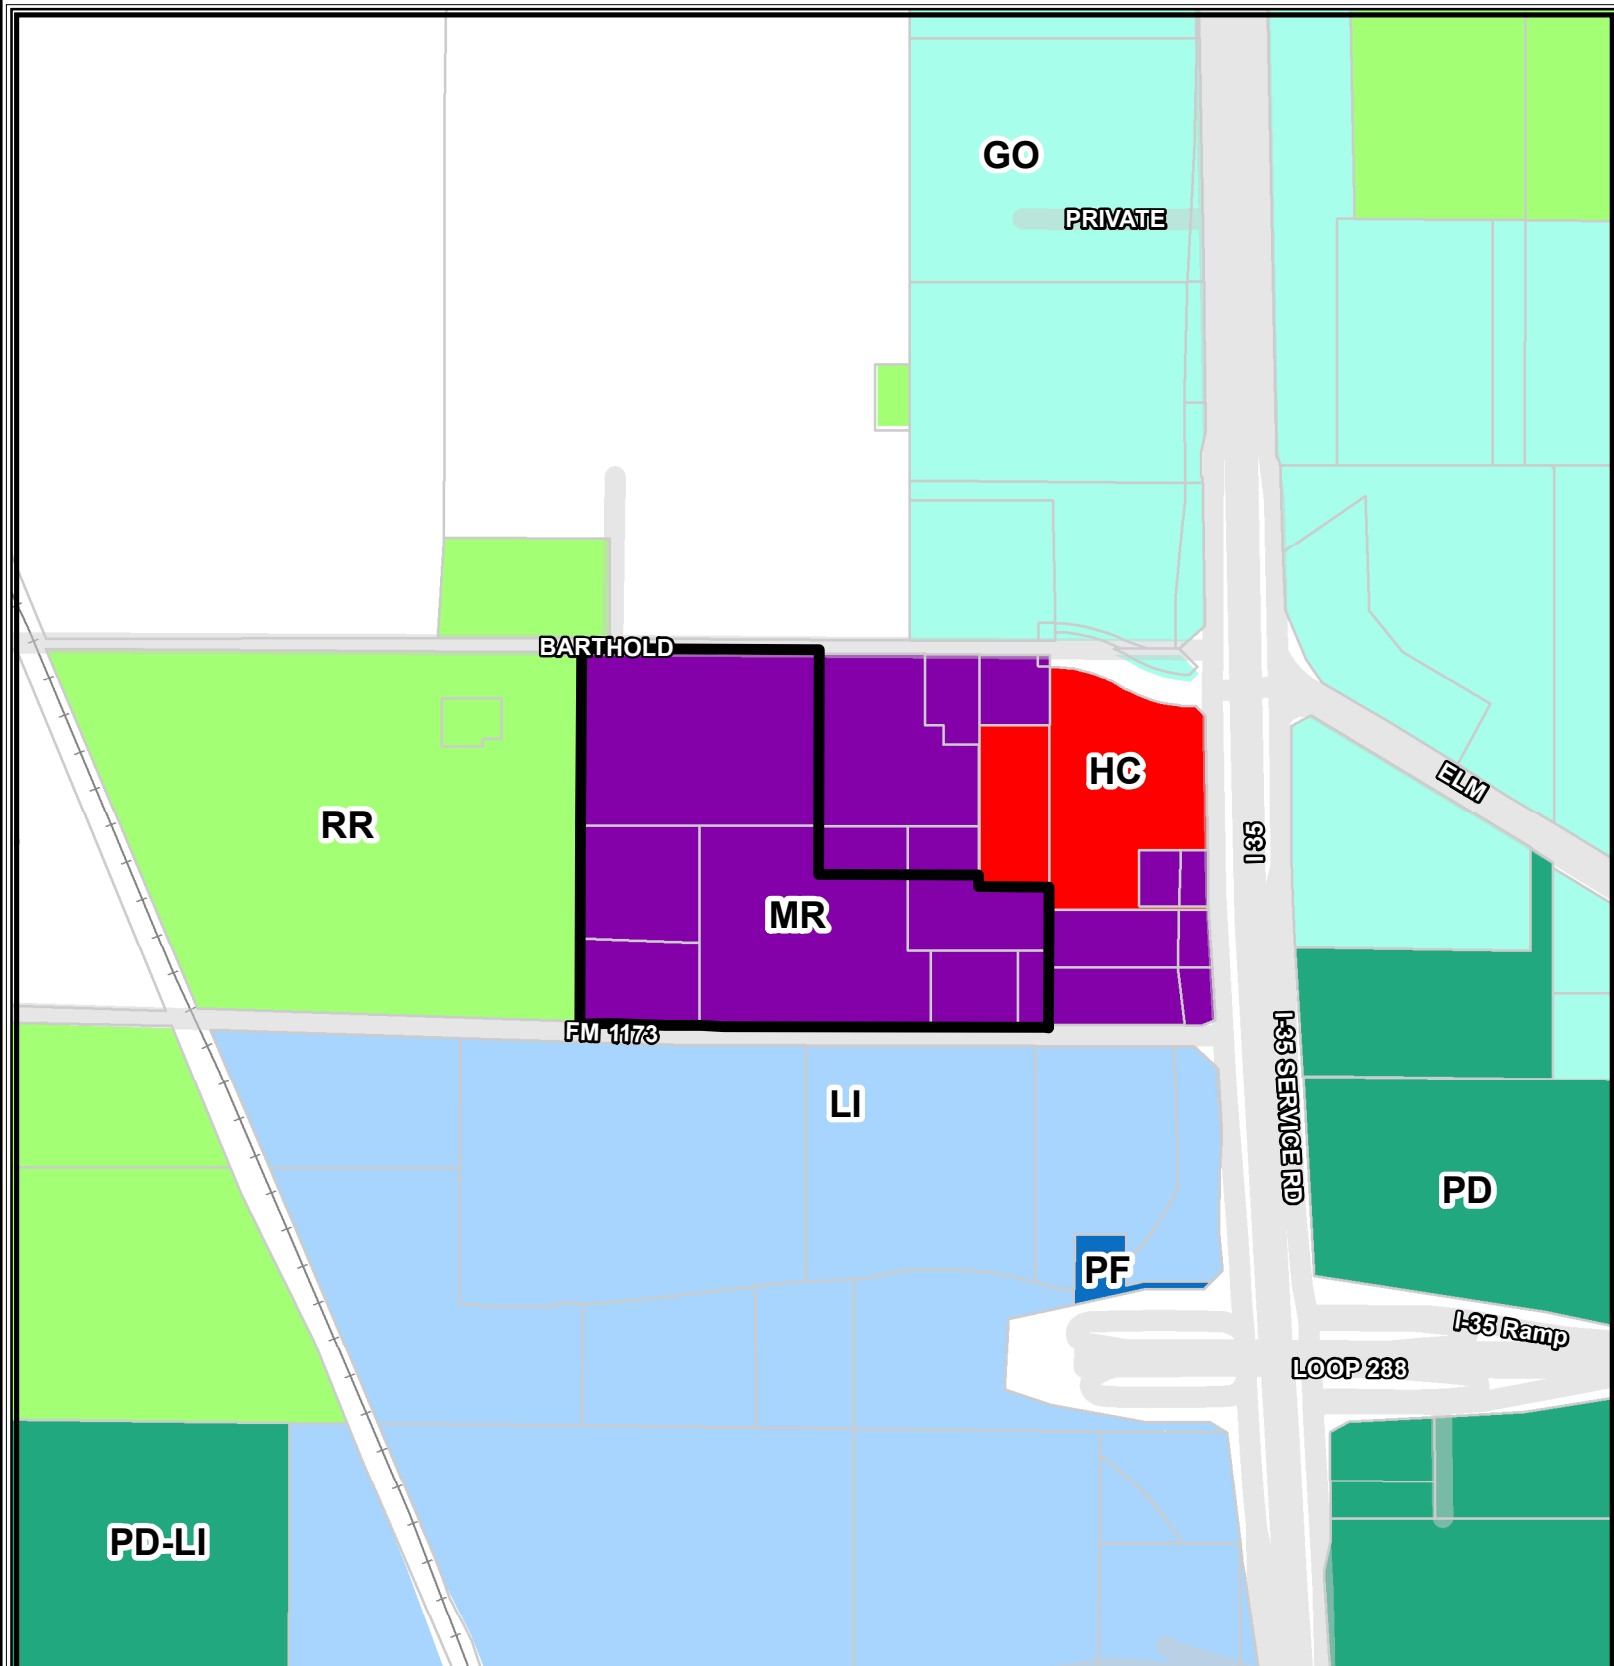 GO
PRIVATE
BARTHOLD
HC
ELM
RR
I 35
MR
FM 1173
I-35 SERVICE RD
LI
PD
PF
I-35 Ramp
LOOP 288
PD-LI